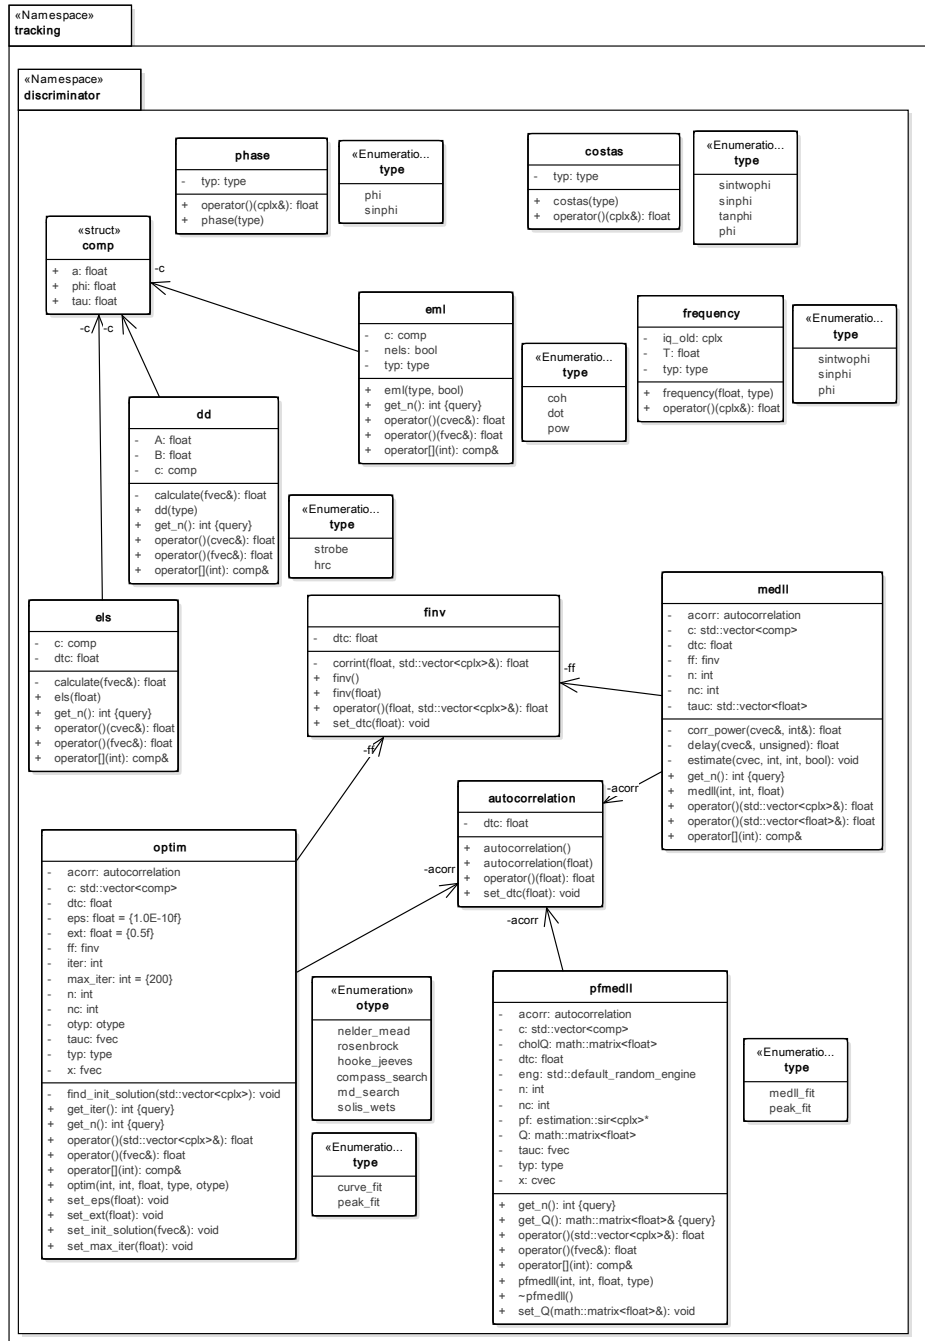 «Namespace»
tracking
«Namespace»
discriminator
phase
- typ: type
+ operator()(cplx&): float
+ phase(type)
«Enumeratio...
type
phi
sinphi
costas
- typ: type
+ costas(type)
+ operator()(cplx&): float
«Enumeratio...
type
sintwophi
sinphi
tanphi
phi
«struct»
comp
+ a: float
+ phi: float
+ tau: float
-c
-c
-c
eml
- c: comp
- nels: bool
- typ: type
+ eml(type, bool)
+ get_n(): int {query}
+ operator()(cvec&): float
+ operator()(fvec&): float
+ operator[](int): comp&
«Enumeratio...
type
coh
dot
pow
frequency
- iq_old: cplx
- T: float
- typ: type
+ frequency(float, type)
+ operator()(cplx&): float
«Enumeratio...
type
sintwophi
sinphi
phi
dd
- A: float
- B: float
- c: comp
- calculate(fvec&): float
+ dd(type)
+ get_n(): int {query}
+ operator()(cvec&): float
+ operator()(fvec&): float
+ operator[](int): comp&
«Enumeratio...
type
strobe
hrc
els
- c: comp
- dtc: float
- calculate(fvec&): float
+ els(float)
+ get_n(): int {query}
+ operator()(cvec&): float
+ operator()(fvec&): float
+ operator[](int): comp&
finv
- dtc: float
- corrint(float, std::vector<cplx>&): float
+ finv()
+ finv(float)
+ operator()(float, std::vector<cplx>&): float
+ set_dtc(float): void
-ff
-ff
medll
- acorr: autocorrelation
- c: std::vector<comp>
- dtc: float
- ff: finv
- n: int
- nc: int
- tauc: std::vector<float>
- corr_power(cvec&, int&): float
- delay(cvec&, unsigned): float
- estimate(cvec, int, int, bool): void
+ get_n(): int {query}
+ medll(int, int, float)
+ operator()(std::vector<cplx>&): float
+ operator()(std::vector<float>&): float
+ operator[](int): comp&
-acorr
autocorrelation
- dtc: float
+ autocorrelation()
+ autocorrelation(float)
+ operator()(float): float
+ set_dtc(float): void
-acorr
-acorr
optim
- acorr: autocorrelation
- c: std::vector<comp>
- dtc: float
- eps: float = {1.0E-10f}
- ext: float = {0.5f}
- ff: finv
- iter: int
- max_iter: int = {200}
- n: int
- nc: int
- otyp: otype
- tauc: fvec
- typ: type
- x: fvec
- find_init_solution(std::vector<cplx>): void
+ get_iter(): int {query}
+ get_n(): int {query}
+ operator()(std::vector<cplx>&): float
+ operator()(fvec&): float
+ operator[](int): comp&
+ optim(int, int, float, type, otype)
+ set_eps(float): void
+ set_ext(float): void
+ set_init_solution(fvec&): void
+ set_max_iter(float): void
«Enumeration»
otype
nelder_mead
rosenbrock
hooke_jeeves
compass_search
md_search
solis_wets
«Enumeratio...
type
curve_fit
peak_fit
pfmedll
- acorr: autocorrelation
- c: std::vector<comp>
- cholQ: math::matrix<float>
- dtc: float
- eng: std::default_random_engine
- n: int
- nc: int
- pf: estimation::sir<cplx>*
- Q: math::matrix<float>
- tauc: fvec
- typ: type
- x: cvec
+ get_n(): int {query}
+ get_Q(): math::matrix<float>& {query}
+ operator()(std::vector<cplx>&): float
+ operator()(fvec&): float
+ operator[](int): comp&
+ pfmedll(int, int, float, type)
+ ~pfmedll()
+ set_Q(math::matrix<float>&): void
«Enumeratio...
type
medll_fit
peak_fit